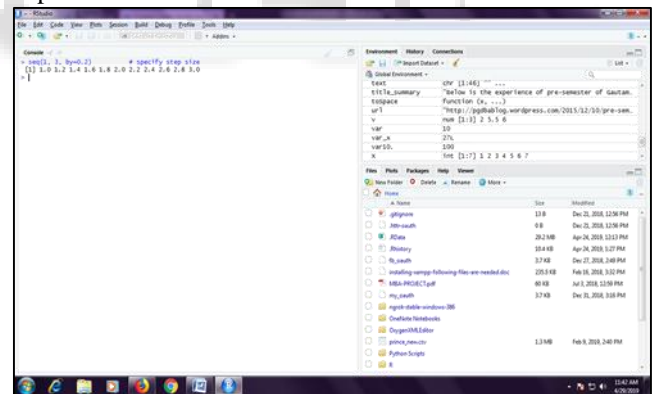 RStudio
File Edit Code View Plots Session Build Debug Profile Tools Help
Addins
Console
> seq(1, 3, by=0.2) # specify step size
[1] 1.0 1.2 1.4 1.6 1.8 2.0 2.2 2.4 2.6 2.8 3.0
>
Environment History Connections
Import Dataset List
Global Environment
text chr [1:46] "" ...
title_summary "Below is the experience of pre-semester of Gautam.
tsSpace function (x, ...)
url "http://pgdbablog.wordpress.com/2015/12/10/pre-sem.
v num [1:3] 2 5.5 6
var 10
var_x 27L
var10. 100
x int [1:7] 1 2 3 4 5 6 7
Files Plots Packages Help Viewer
New Folder Delete Rename More
Home
Name Size Modified
.gitignore 13 B Dec 21, 2018, 12:56 PM
.httr-oauth 0 B Dec 21, 2018, 12:56 PM
.RData 29.2 MB Apr 24, 2019, 12:13 PM
.Rhistory 10.4 KB Apr 24, 2019, 5:27 PM
fb_oauth 3.7 KB Dec 27, 2018, 2:49 PM
installing-xampp-following-files-are-needed.doc 235.5 KB Feb 16, 2018, 3:32 PM
MBA-PROJECT.pdf 60 KB Jul 3, 2018, 12:59 PM
my_oauth 3.7 KB Dec 31, 2018, 3:16 PM
ngrok-stable-windows-386
OneNote Notebooks
OxygenXMLEditor
prince_new.csv 1.3 MB Feb 9, 2019, 2:40 PM
Python Scripts
R
11:42 AM
4/29/2019